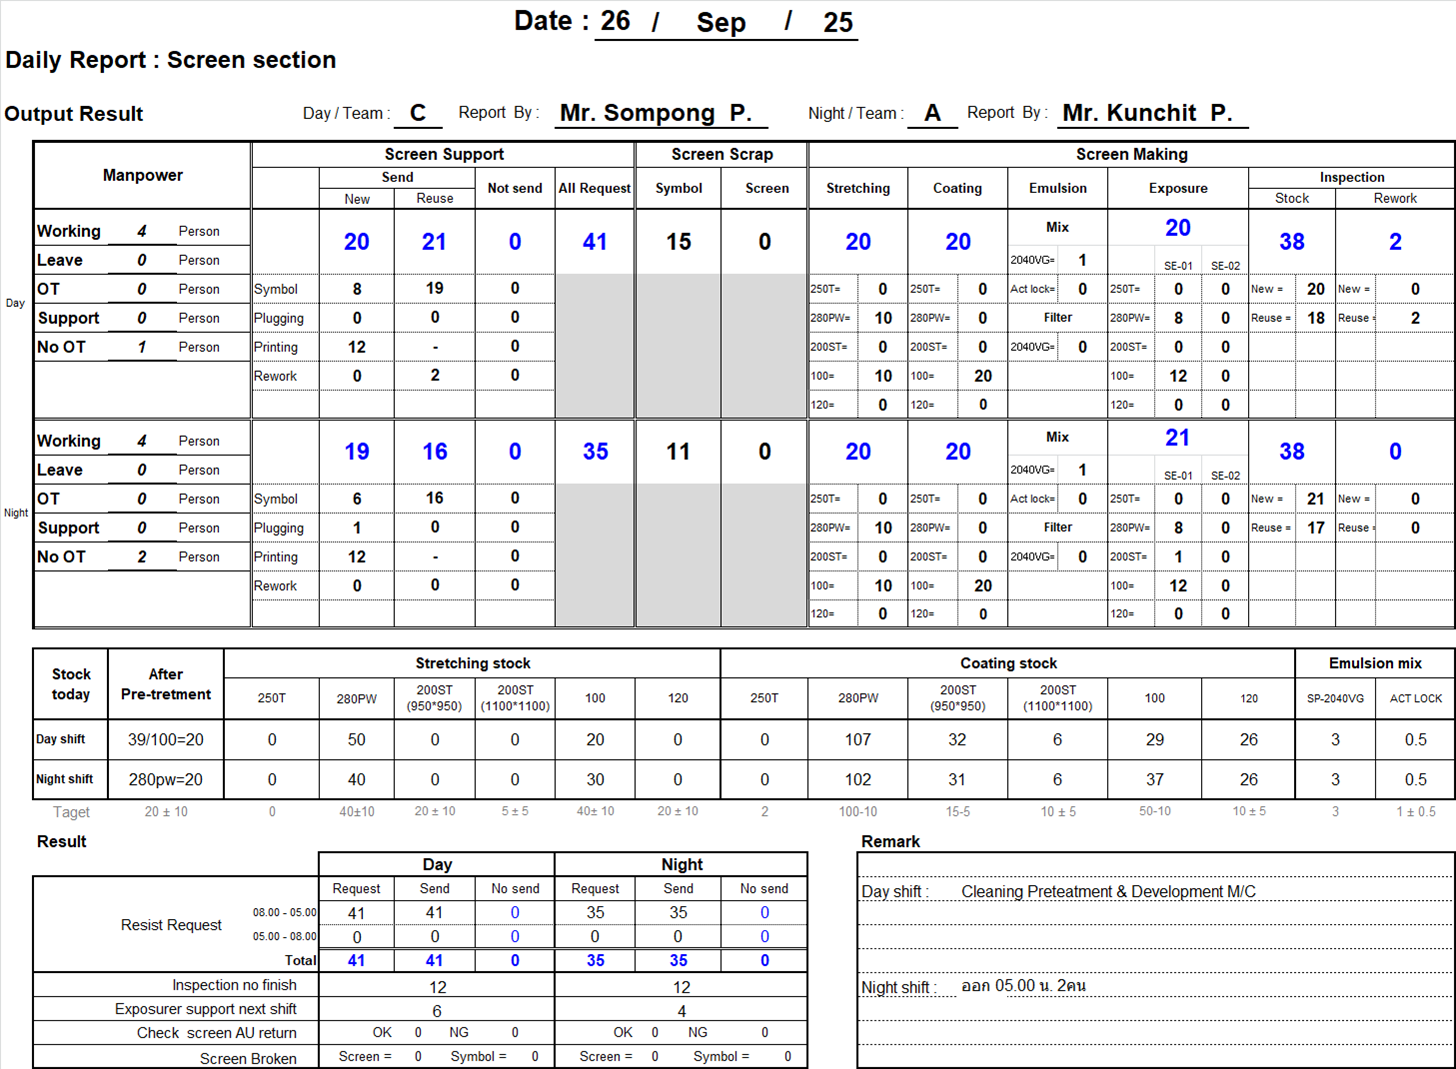 Date : 26 / Sep / 25
Daily Report : Screen section
Output Result Day / Team : C Report By : Mr. Sompong P. Night / Team : A Report By : Mr. Kunchit P.
Manpower Screen Support Screen Scrap Screen Making
Send Not send All Request Symbol Screen Stretching Coating Emulsion Exposure Inspection
New Reuse Stock Rework
Day
Working 4 Person 20 21 0 41 15 0 20 20 Mix 20 38 2
Leave 0 Person 2040VG= 1 SE-01 SE-02
OT 0 Person Symbol 8 19 0 250T= 0 250T= 0 Act lock= 0 250T= 0 0 New = 20 New = 0
Support 0 Person Plugging 0 0 0 280PW= 10 280PW= 0 Filter 280PW= 8 0 Reuse = 18 Reuse = 2
No OT 1 Person Printing 12 - 0 200ST= 0 200ST= 0 2040VG= 0 200ST= 0 0
Rework 0 2 0 100= 10 100= 20 100= 12 0
120= 0 120= 0 120= 0 0
Night
Working 4 Person 19 16 0 35 11 0 20 20 Mix 21 38 0
Leave 0 Person 2040VG= 1 SE-01 SE-02
OT 0 Person Symbol 6 16 0 250T= 0 250T= 0 Act lock= 0 250T= 0 0 New = 21 New = 0
Support 0 Person Plugging 1 0 0 280PW= 10 280PW= 0 Filter 280PW= 8 0 Reuse = 17 Reuse = 0
No OT 2 Person Printing 12 - 0 200ST= 0 200ST= 0 2040VG= 0 200ST= 1 0
Rework 0 0 0 100= 10 100= 20 100= 12 0
120= 0 120= 0 120= 0 0
Stock today After Pre-tretment Stretching stock Coating stock Emulsion mix
250T 280PW 200ST (950*950) 200ST (1100*1100) 100 120 250T 280PW 200ST (950*950) 200ST (1100*1100) 100 120 SP-2040VG ACT LOCK
Day shift 39/100=20 0 50 0 0 20 0 0 107 32 6 29 26 3 0.5
Night shift 280pw=20 0 40 0 0 30 0 0 102 31 6 37 26 3 0.5
Taget 20 ± 10 0 40±10 20 ± 10 5 ± 5 40± 10 20 ± 10 2 100-10 15-5 10 ± 5 50-10 10 ± 5 3 1 ± 0.5
Result
Day Night
Request Send No send Request Send No send
Resist Request 08.00 - 05.00 41 41 0 35 35 0
05.00 - 08.00 0 0 0 0 0 0
Total 41 41 0 35 35 0
Inspection no finish 12 12
Exposurer support next shift 6 4
Check screen AU return OK 0 NG 0 OK 0 NG 0
Screen Broken Screen = 0 Symbol = 0 Screen = 0 Symbol = 0
Remark
Day shift : Cleaning Preteatment & Development M/C
Night shift : ออก 05.00 น. 2คน